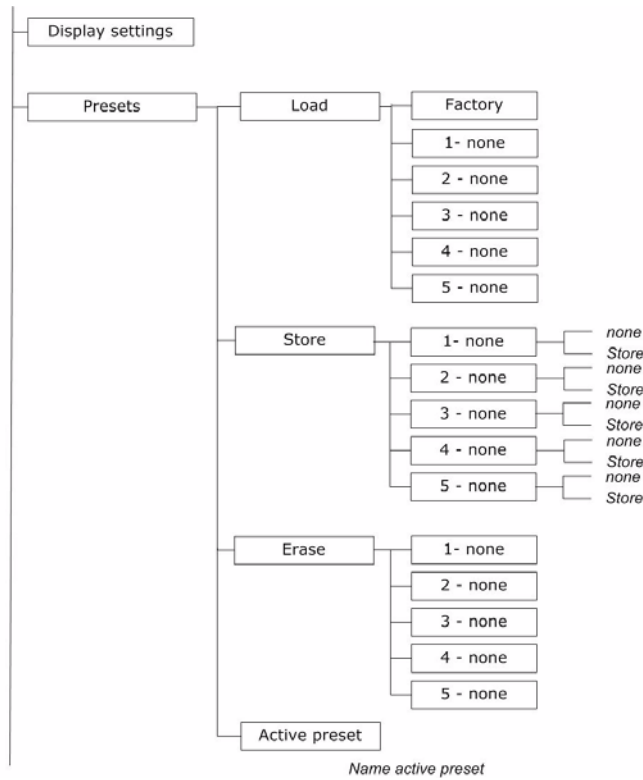 Display settings
Presets
Load
Factory
1- none
2 - none
3 - none
4 - none
5 - none
Store
1- none
none
Store
2 - none
none
Store
3 - none
none
Store
4 - none
none
Store
5 - none
none
Store
Erase
1- none
2 - none
3 - none
4 - none
5 - none
Active preset
Name active preset